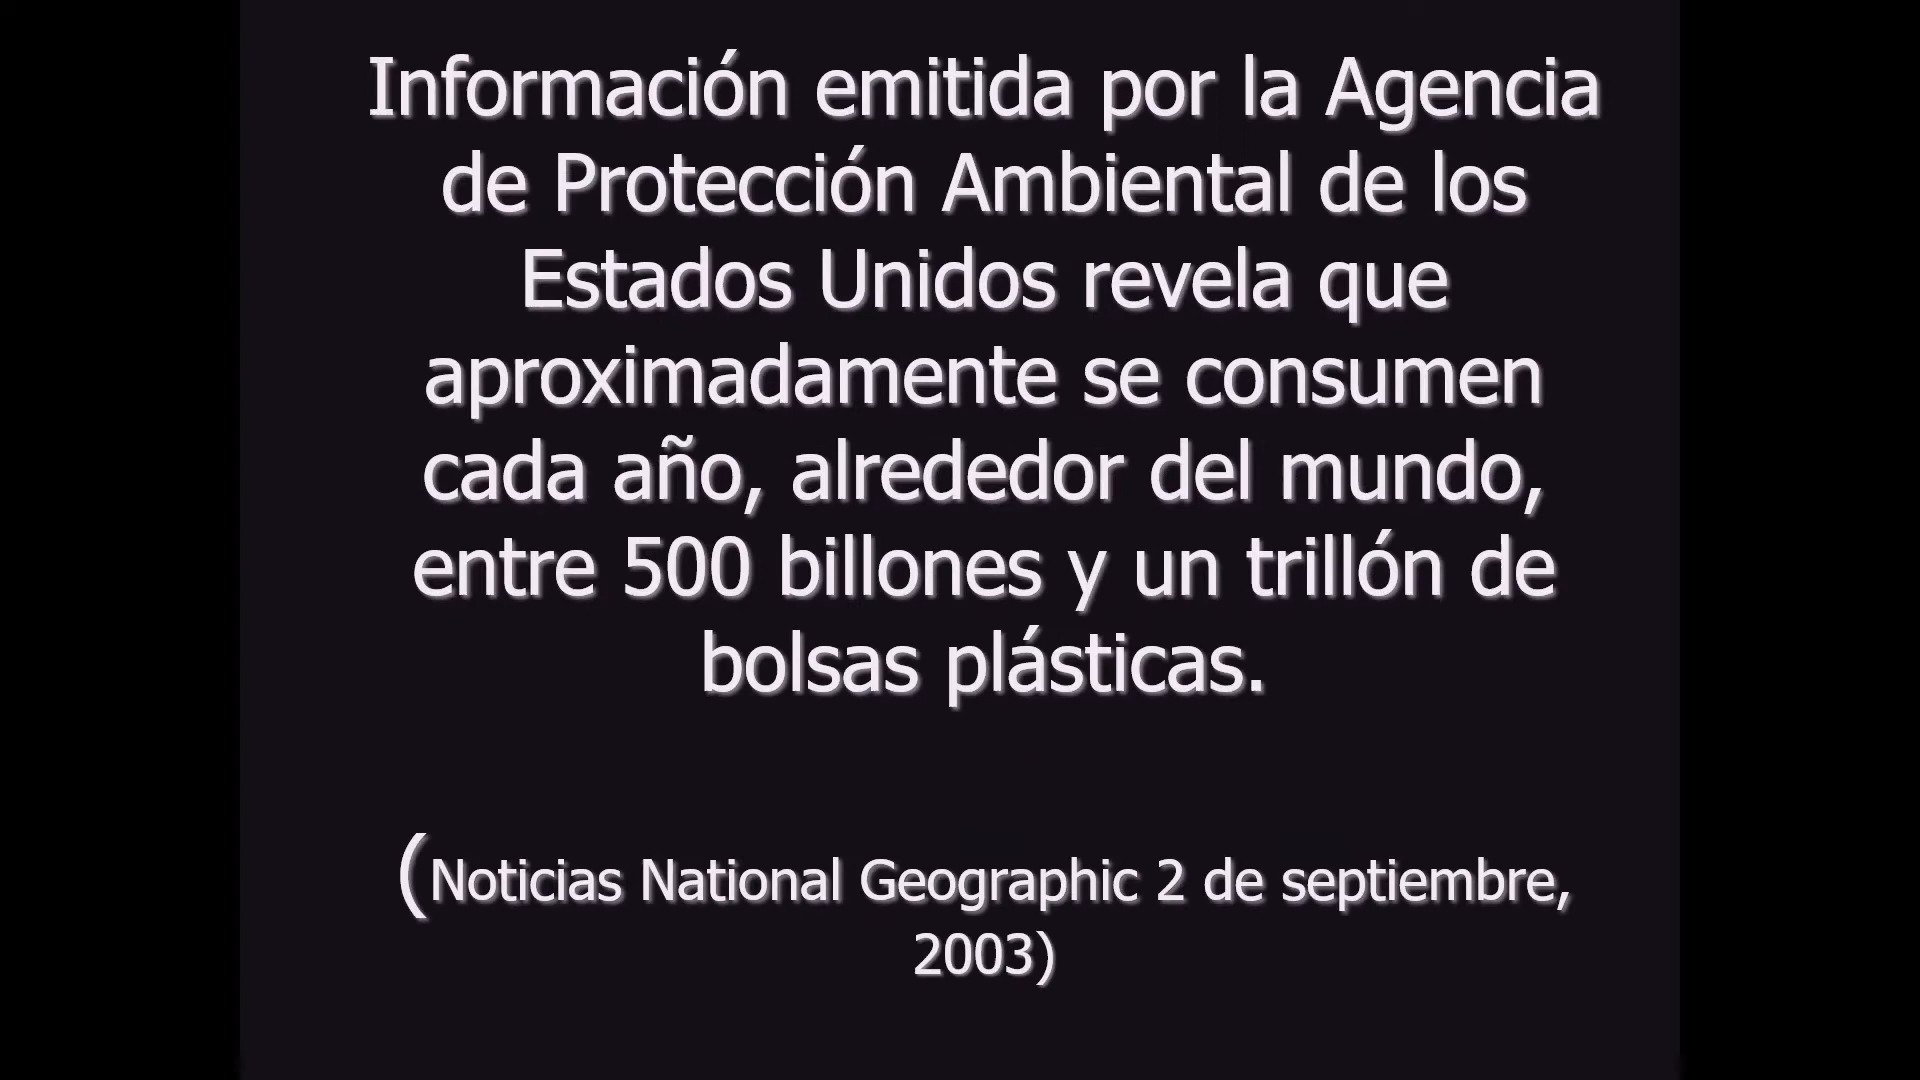 Información emitida por la Agencia
de Protección Ambiental de los
Estados Unidos revela que
aproximadamente se consumen
cada año, alrededor del mundo,
entre 500 billones y un trillón de
bolsas plásticas.
(Noticias National Geographic 2 de septiembre,
2003)